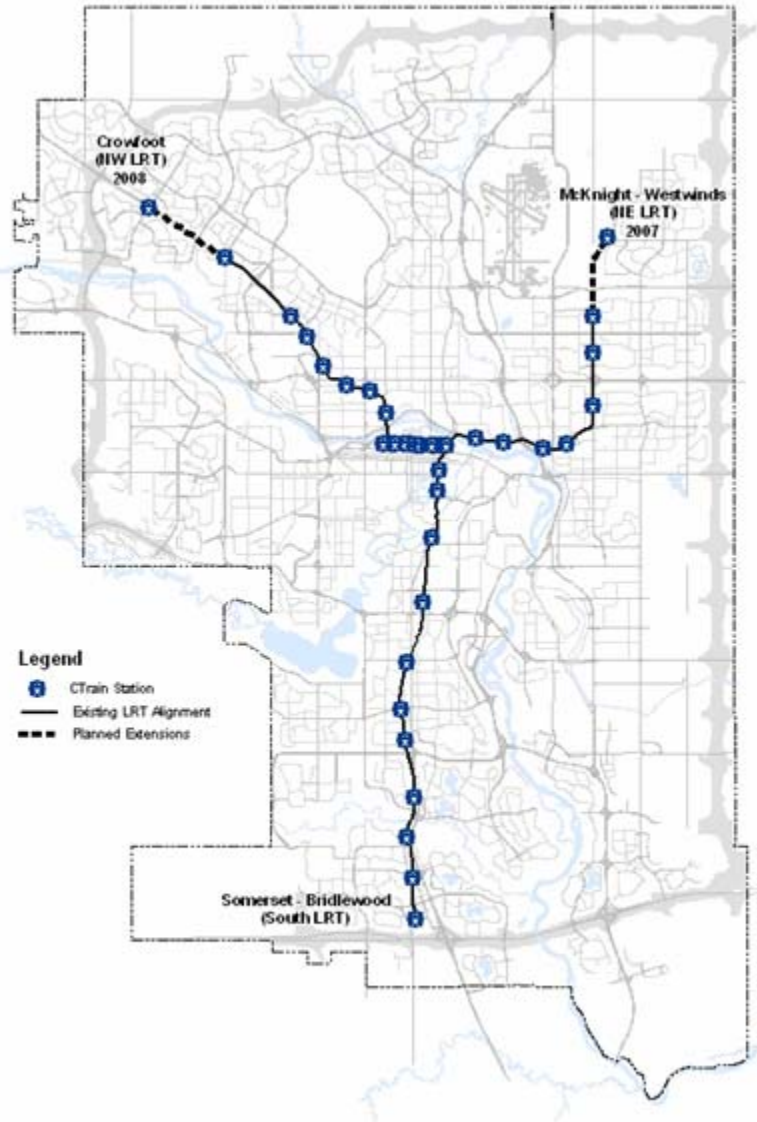 Crowfoot
(NW LRT)
2008
McKnight - Westwinds
(NE LRT)
2007
Legend
CTrain Station
Existing LRT Alignment
Planned Extensions
Somerset - Bridlewood
(South LRT)